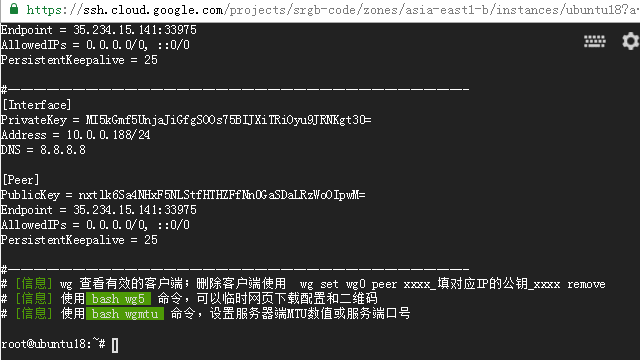 https://ssh.cloud.google.com/projects/srgb-code/zones/asia-east1-b/instances/ubuntu18?a
Endpoint = 35.234.15.141:33975
AllowedIPs = 0.0.0.0/0, ::0/0
PersistentKeepalive = 25
#----------------------------------------------------------
[Interface]
PrivateKey = MI5kGmf5UnjaJiGfgSOOs75BIJXiTRiOyu9JRNKgt30=
Address = 10.0.0.188/24
DNS = 8.8.8.8
[Peer]
PublicKey = nxtlk6Sa4NHxF5NLStfHTHZFfNnOGaSDaLRzWoOIpwM=
Endpoint = 35.234.15.141:33975
AllowedIPs = 0.0.0.0/0, ::0/0
PersistentKeepalive = 25
#----------------------------------------------------------
# [信息] wg 查看有效的客户端；删除客户端使用 wg set wg0 peer xxxx_填对应IP的公钥_xxxx remove
# [信息] 使用 bash wg5 命令，可以临时网页下载配置和二维码
# [信息] 使用 bash wgmtu 命令，设置服务器端MTU数值或服务端口号
root@ubuntu18:~#